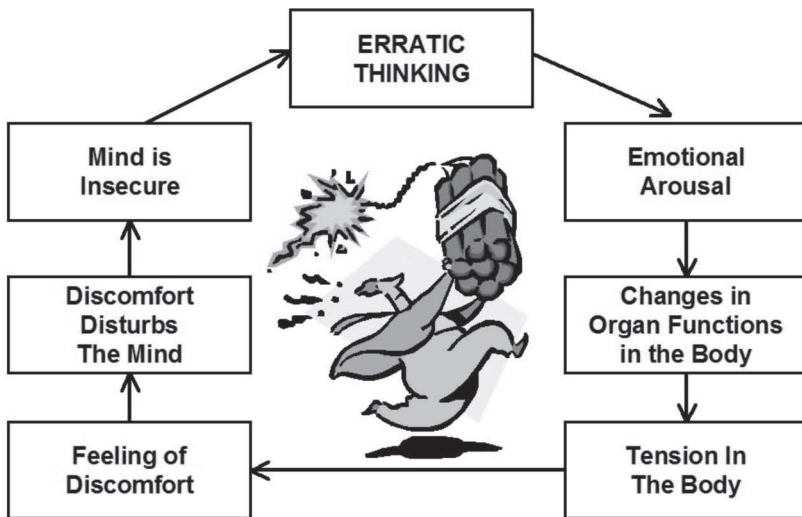 ERRATIC
THINKING
Emotional
Arousal
Changes in
Organ Functions
in the Body
Tension In
The Body
Feeling of
Discomfort
Discomfort
Disturbs
The Mind
Mind is
Insecure